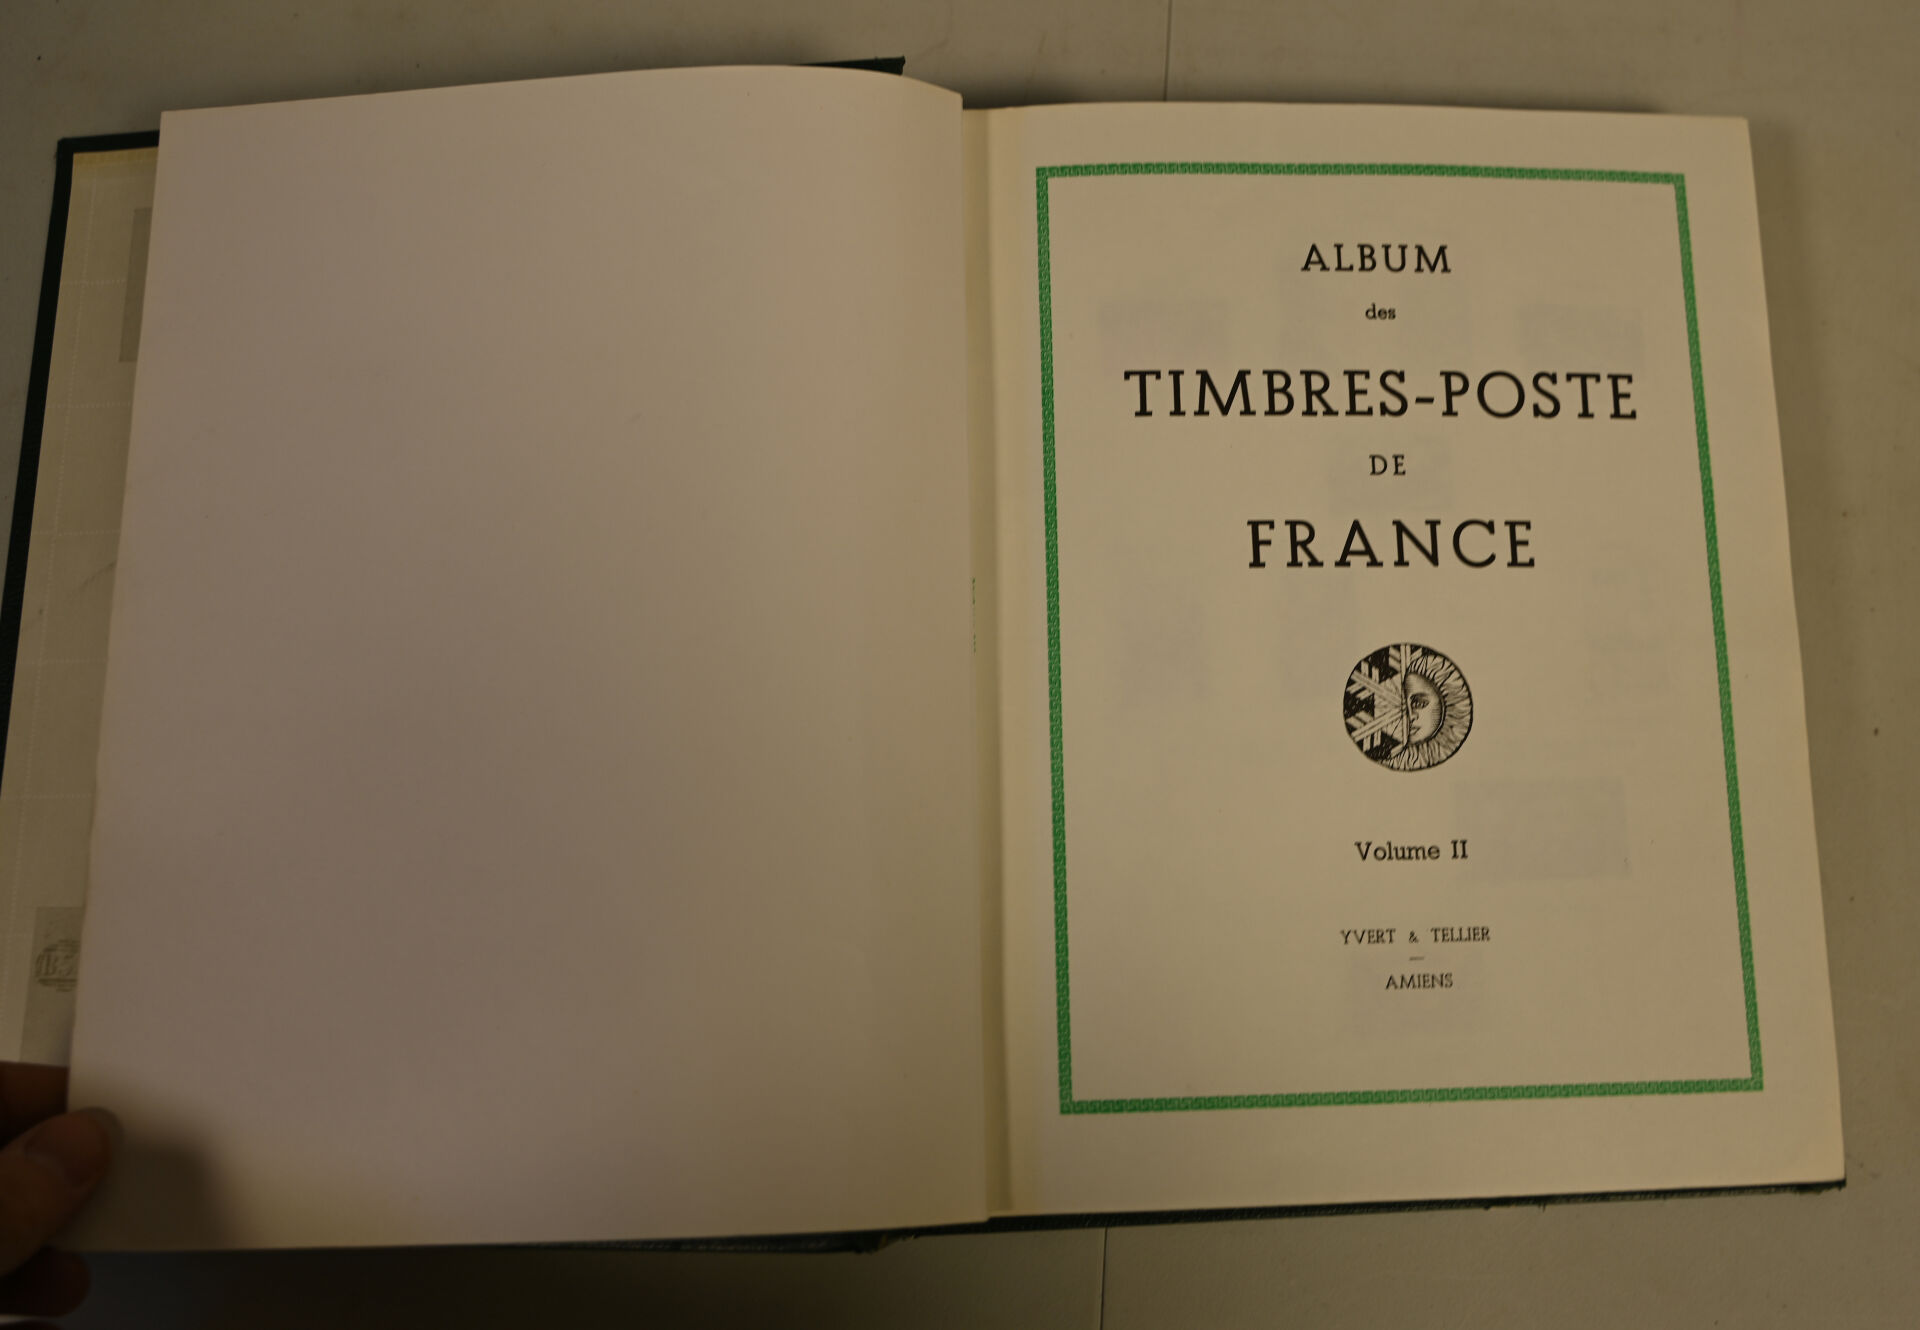 ALBUM
des
TIMBRES-POSTE
DE
FRANCE
Volume II
YVERT & TELLIER
AMIENS